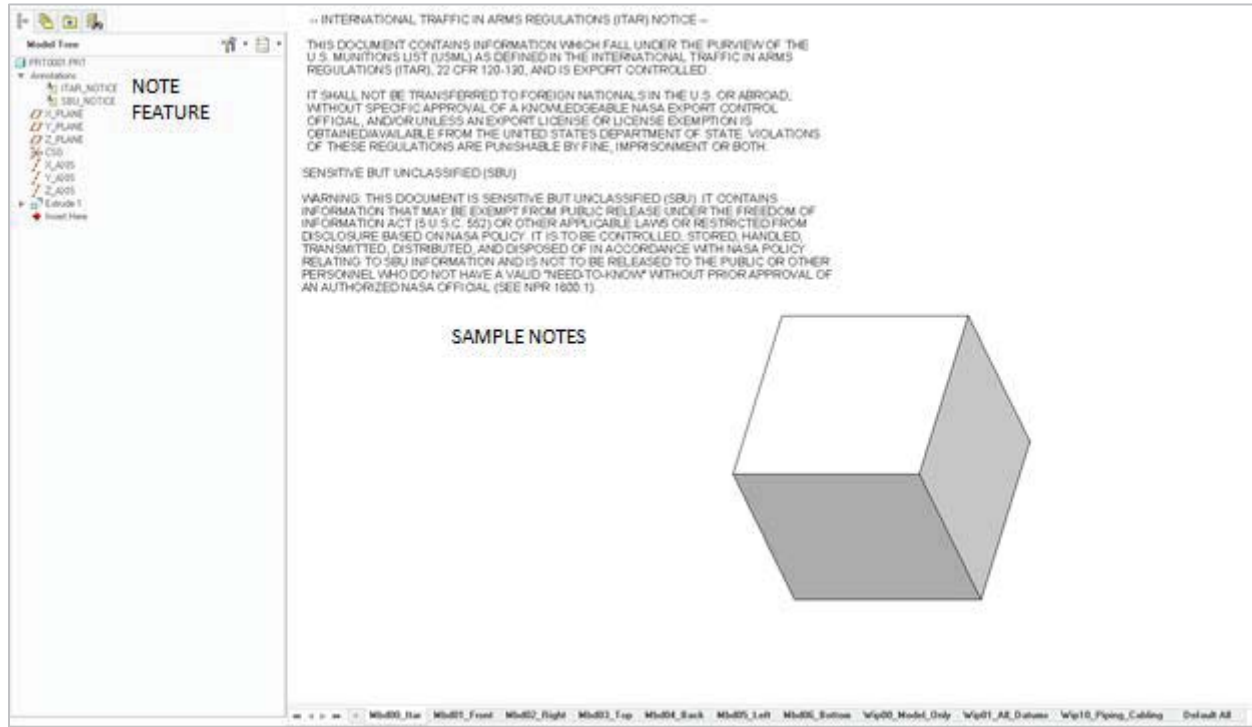 Model Tree
PRT0001.PRT
Annotations
ITAR_NOTICE
SBU_NOTICE
X_PLANE
Y_PLANE
Z_PLANE
CS0
X_AXIS
Y_AXIS
Z_AXIS
Extrude 1
Insert Here
NOTE
FEATURE
-- INTERNATIONAL TRAFFIC IN ARMS REGULATIONS (ITAR) NOTICE --
THIS DOCUMENT CONTAINS INFORMATION WHICH FALL UNDER THE PURVIEW OF THE
U.S. MUNITIONS LIST (USML) AS DEFINED IN THE INTERNATIONAL TRAFFIC IN ARMS
REGULATIONS (ITAR), 22 CFR 120-130, AND IS EXPORT CONTROLLED.
IT SHALL NOT BE TRANSFERRED TO FOREIGN NATIONALS IN THE U.S. OR ABROAD,
WITHOUT SPECIFIC APPROVAL OF A KNOWLEDGEABLE NASA EXPORT CONTROL
OFFICIAL, AND/OR UNLESS AN EXPORT LICENSE OR LICENSE EXEMPTION IS
OBTAINED/AVAILABLE FROM THE UNITED STATES DEPARTMENT OF STATE. VIOLATIONS
OF THESE REGULATIONS ARE PUNISHABLE BY FINE, IMPRISONMENT OR BOTH.
SENSITIVE BUT UNCLASSIFIED (SBU)
WARNING: THIS DOCUMENT IS SENSITIVE BUT UNCLASSIFIED (SBU). IT CONTAINS
INFORMATION THAT MAY BE EXEMPT FROM PUBLIC RELEASE UNDER THE FREEDOM OF
INFORMATION ACT (5 U.S.C. 552) OR OTHER APPLICABLE LAWS OR RESTRICTED FROM
DISCLOSURE BASED ON NASA POLICY. IT IS TO BE CONTROLLED, STORED, HANDLED,
TRANSMITTED, DISTRIBUTED, AND DISPOSED OF IN ACCORDANCE WITH NASA POLICY
RELATING TO SBU INFORMATION AND IS NOT TO BE RELEASED TO THE PUBLIC OR OTHER
PERSONNEL WHO DO NOT HAVE A VALID "NEED-TO-KNOW" WITHOUT PRIOR APPROVAL OF
AN AUTHORIZED NASA OFFICIAL (SEE NPR 1600.1).
SAMPLE NOTES
Mbd00_Itar Mbd01_Front Mbd02_Right Mbd03_Top Mbd04_Back Mbd05_Left Mbd06_Bottom Wip00_Model_Only Wip01_All_Datums Wip10_Piping_Cabling Default All